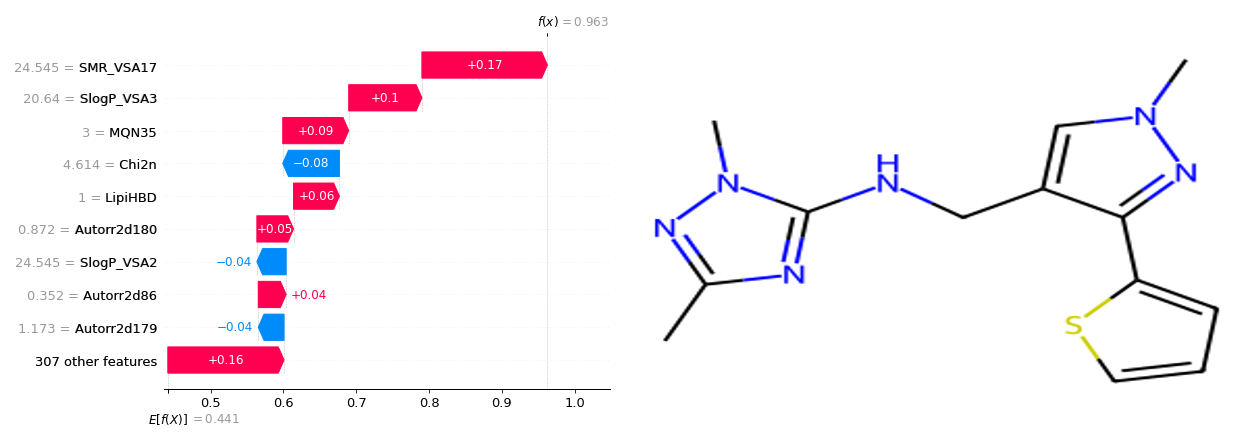 f(x) = 0.963
24.545 = SMR_VSA17
+0.17
20.64 = SlogP_VSA3
+0.1
3 = MQN35
+0.09
4.614 = Chi2n
−0.08
1 = LipiHBD
+0.06
0.872 = Autorr2d180
+0.05
24.545 = SlogP_VSA2
−0.04
0.352 = Autorr2d86
+0.04
1.173 = Autorr2d179
−0.04
307 other features
+0.16
0.5 0.6 0.7 0.8 0.9 1.0
E[f(X)] = 0.441
N
N
H
N
N
N
N
N
S